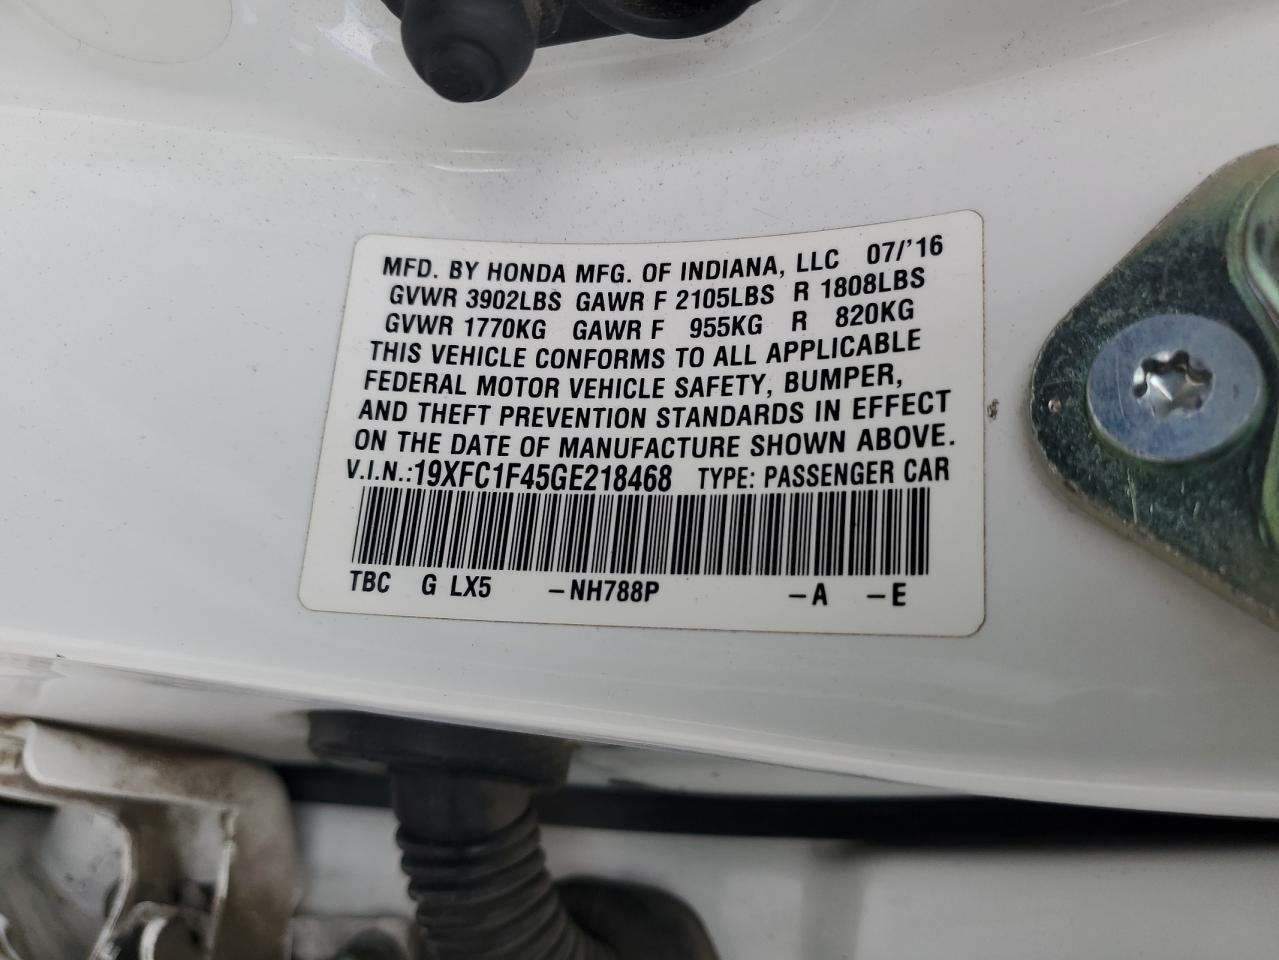 MFD. BY HONDA MFG. OF INDIANA, LLC 07/'16
GVWR 3902LBS GAWR F 2105LBS R 1808LBS
GVWR 1770KG GAWR F 955KG R 820KG
THIS VEHICLE CONFORMS TO ALL APPLICABLE
FEDERAL MOTOR VEHICLE SAFETY, BUMPER,
AND THEFT PREVENTION STANDARDS IN EFFECT
ON THE DATE OF MANUFACTURE SHOWN ABOVE.
V.I.N.:19XFC1F45GE218468 TYPE: PASSENGER CAR
TBC G LX5 –NH788P –A –E